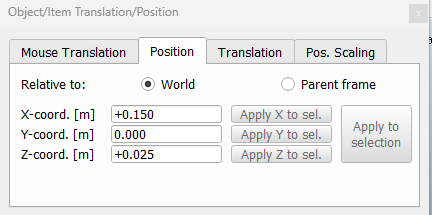 Object/Item Translation/Position
x
Mouse Translation Position Translation Pos. Scaling
Relative to: World Parent frame
X-coord. [m] +0.150 Apply X to sel.
Y-coord. [m] 0.000 Apply Y to sel.
Z-coord. [m] +0.025 Apply Z to sel.
Apply to
selection